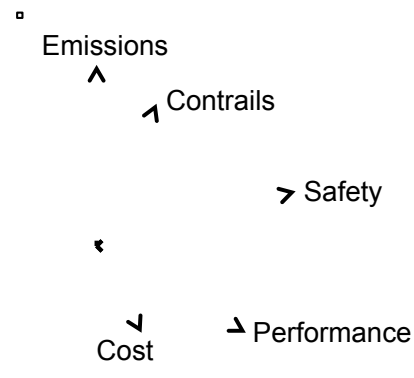 Emissions
Contrails
Safety
Performance
Cost